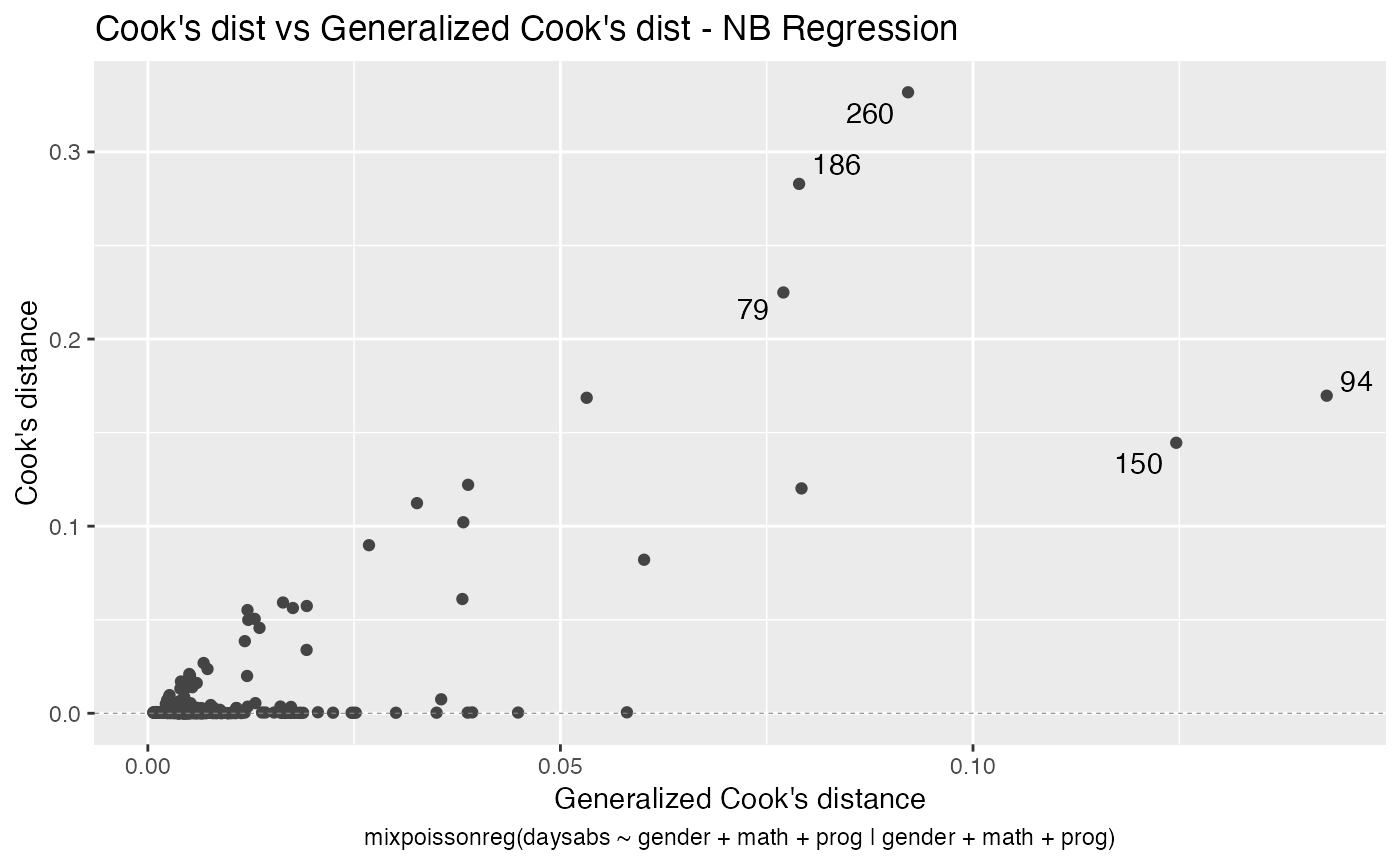 Cook's dist vs Generalized Cook's dist - NB Regression
260
0.3
186
79
0.2
94
150
0.1
0.0
Cook's distance
0.00 0.05 0.10
Generalized Cook's distance
mixpoissonreg(daysabs ~ gender + math + prog | gender + math + prog)